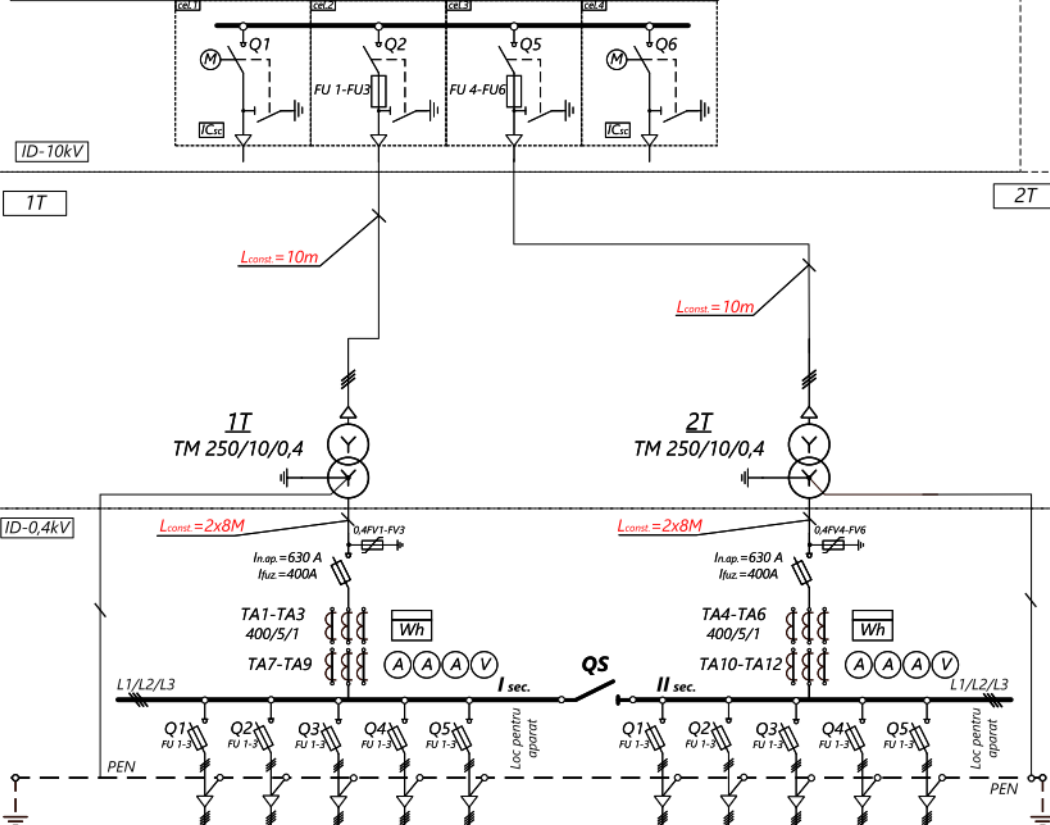 cel.1 cel.2 cel.3 cel.4
Q1 Q2 Q5 Q6
M M
FU 1-FU3 FU 4-FU6
ICsc ICsc
ID-10kV
1T 2T
Lconst.=10m
Lconst.=10m
1T 2T
TM 250/10/0,4 TM 250/10/0,4
Y Y
Y Y
ID-0,4kV
Lconst.=2x8M Lconst.=2x8M
0,4FV1-FV3 0,4FV4-FV6
In.ap.=630 A In.ap.=630 A
Ifuz.=400A Ifuz.=400A
TA1-TA3 TA4-TA6
400/5/1 Wh 400/5/1 Wh
TA7-TA9 A A A V QS TA10-TA12 A A A V
L1/L2/L3 I sec. II sec. L1/L2/L3
Q1 Q2 Q3 Q4 Q5 Q1 Q2 Q3 Q4 Q5
FU 1-3 FU 1-3 FU 1-3 FU 1-3 FU 1-3 FU 1-3 FU 1-3 FU 1-3 FU 1-3 FU 1-3
Loc pentru
aparat
Loc pentru
aparat
PEN
PEN